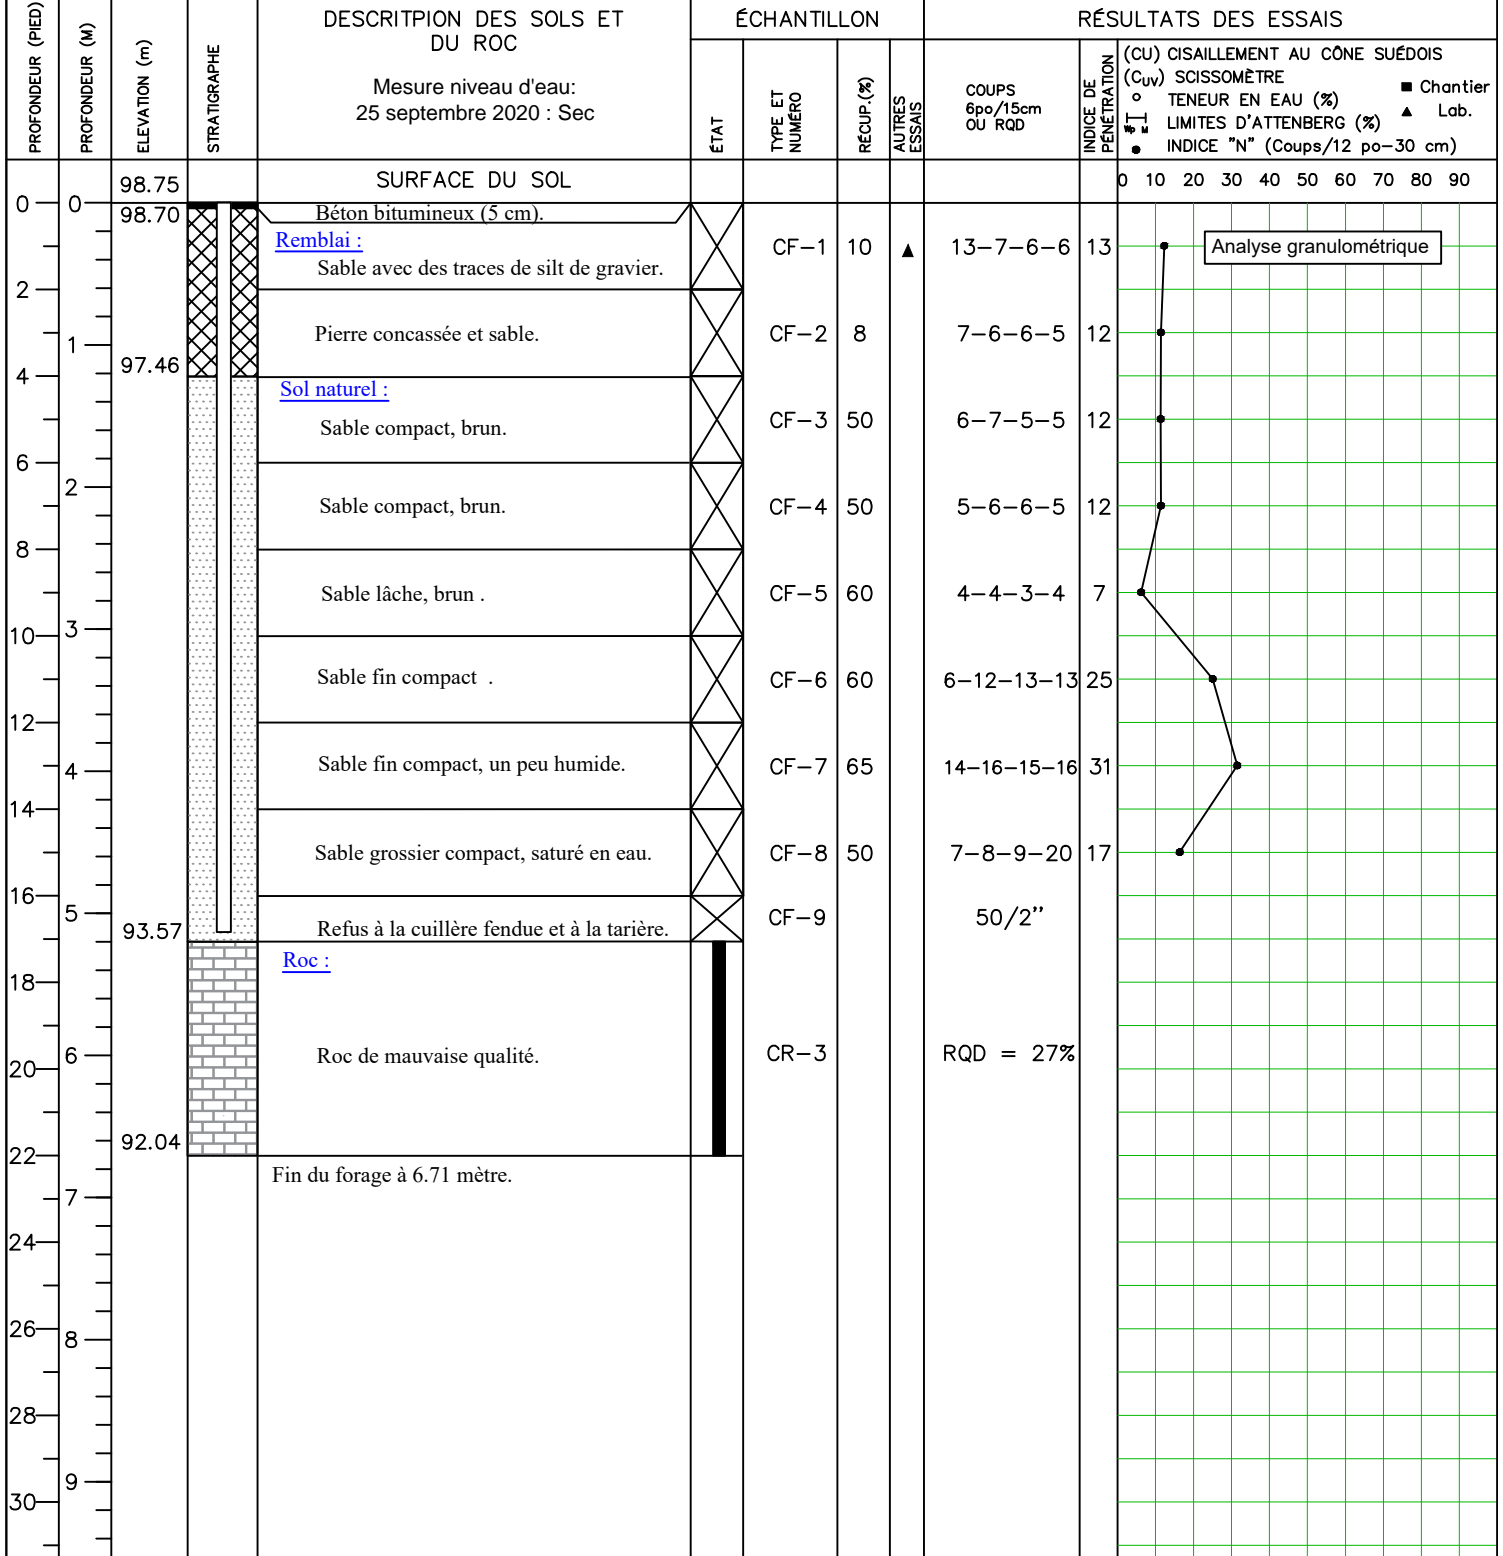 PROFONDEUR (PIED)
PROFONDEUR (M)
ELEVATION (m)
STRATIGRAPHE
DESCRITPION DES SOLS ET
DU ROC
Mesure niveau d'eau:
25 septembre 2020 : Sec
ÉCHANTILLON
ÉTAT
TYPE ET
NUMÉRO
RÉCUP.(%)
AUTRES
ESSAIS
RÉSULTATS DES ESSAIS
COUPS
6po/15cm
OU RQD
INDICE DE
PÉNÉTRATION
(CU) CISAILLEMENT AU CÔNE SUÉDOIS
(CUV) SCISSOMÈTRE
■ Chantier
○ TENEUR EN EAU (%)
▲ Lab.
Wp M LIMITES D'ATTENBERG (%)
● INDICE "N" (Coups/12 po-30 cm)
98.75 SURFACE DU SOL 0 10 20 30 40 50 60 70 80 90
0 0 98.70 Béton bitumineux (5 cm).
Remblai :
CF-1 10 ▲ 13-7-6-6 13 Analyse granulométrique
Sable avec des traces de silt de gravier.
2
Pierre concassée et sable. CF-2 8 7-6-6-5 12
1
97.46
4
Sol naturel :
Sable compact, brun. CF-3 50 6-7-5-5 12
6
2
Sable compact, brun. CF-4 50 5-6-6-5 12
8
Sable lâche, brun . CF-5 60 4-4-3-4 7
10 3
Sable fin compact . CF-6 60 6-12-13-13 25
12
Sable fin compact, un peu humide. CF-7 65 14-16-15-16 31
4
14
Sable grossier compact, saturé en eau. CF-8 50 7-8-9-20 17
16
5 CF-9 50/2''
93.57 Refus à la cuillère fendue et à la tarière.
Roc :
18
6 Roc de mauvaise qualité. CR-3 RQD = 27%
20
92.04
22
Fin du forage à 6.71 mètre.
7
24
26
8
28
9
30